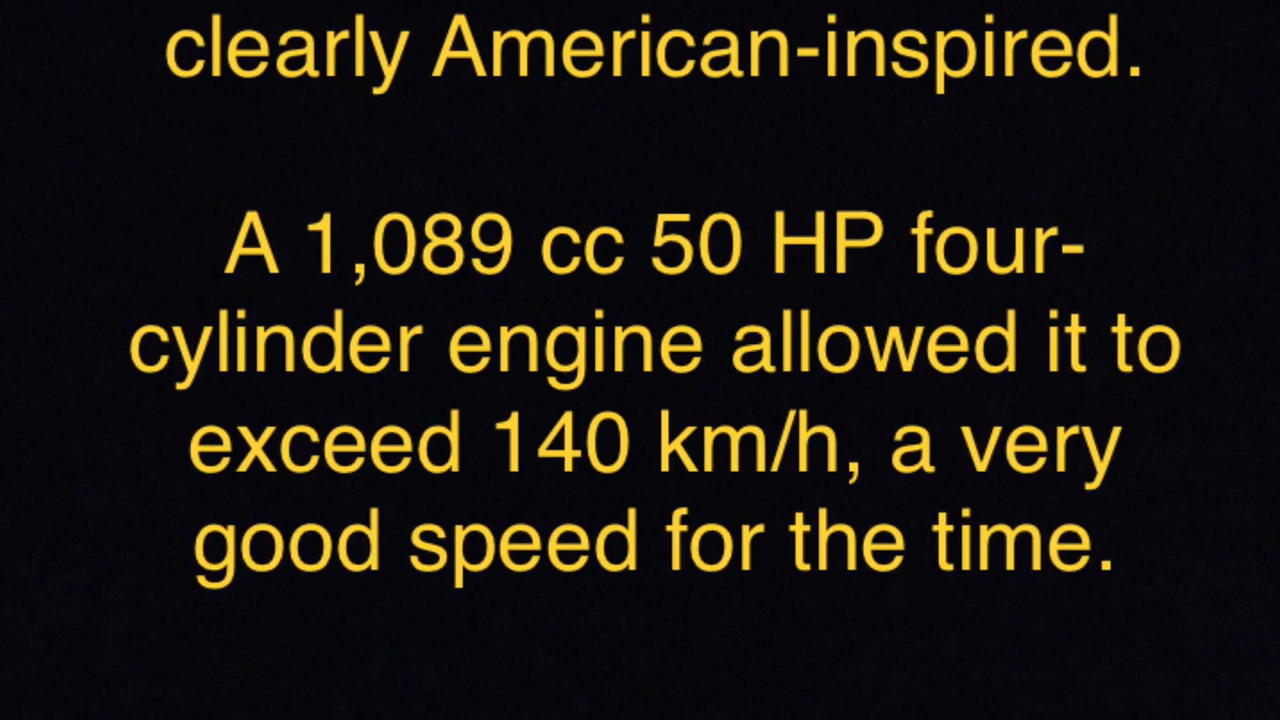 clearly American-inspired.
A 1,089 cc 50 HP four-
cylinder engine allowed it to
exceed 140 km/h, a very
good speed for the time.